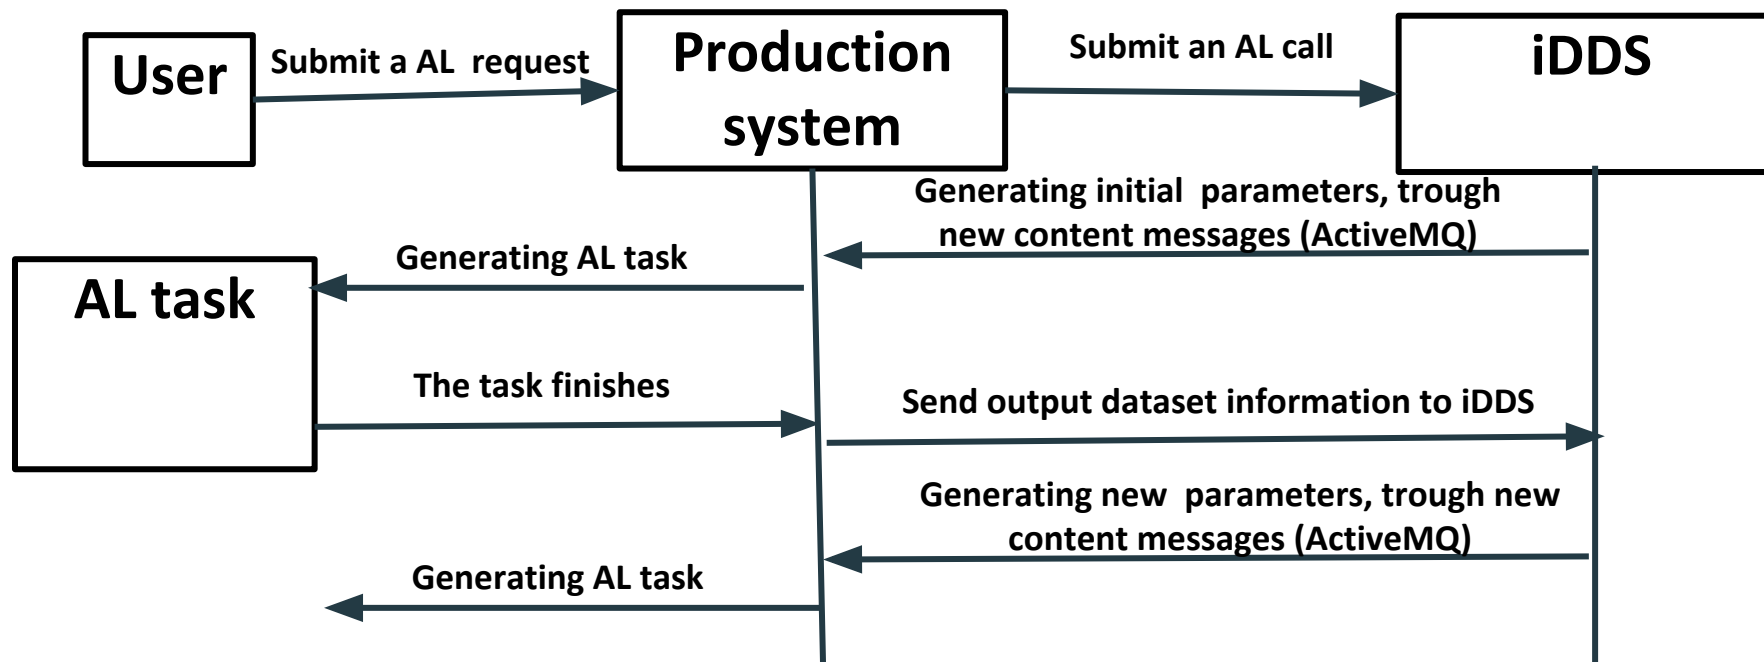 User
Submit a AL request
Production
system
Submit an AL call
iDDS
Generating initial parameters, trough
new content messages (ActiveMQ)
Generating AL task
AL task
The task finishes
Send output dataset information to iDDS
Generating new parameters, trough new
content messages (ActiveMQ)
Generating AL task